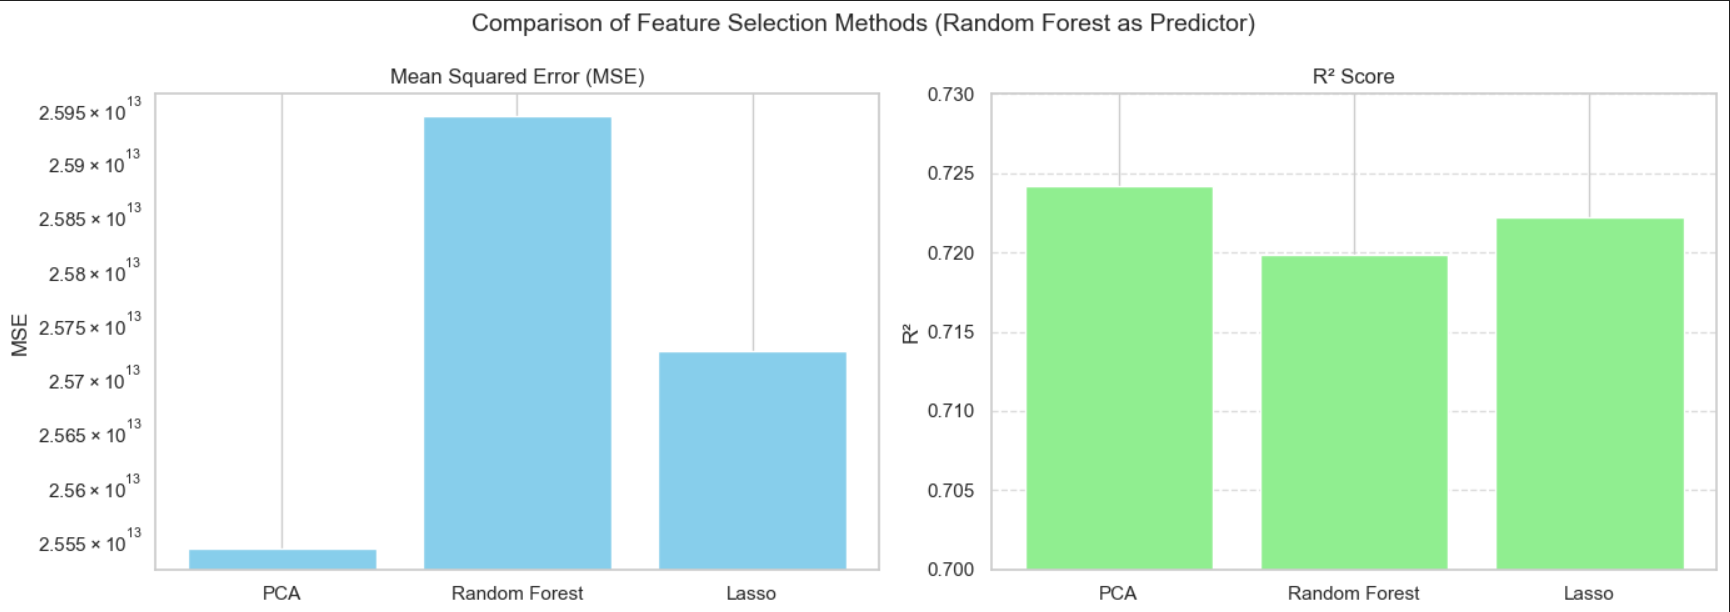 Comparison of Feature Selection Methods (Random Forest as Predictor)
Mean Squared Error (MSE)
MSE
2.595 × 10¹³
2.59 × 10¹³
2.585 × 10¹³
2.58 × 10¹³
2.575 × 10¹³
2.57 × 10¹³
2.565 × 10¹³
2.56 × 10¹³
2.555 × 10¹³
PCA Random Forest Lasso
R² Score
R²
0.730
0.725
0.720
0.715
0.710
0.705
0.700
PCA Random Forest Lasso